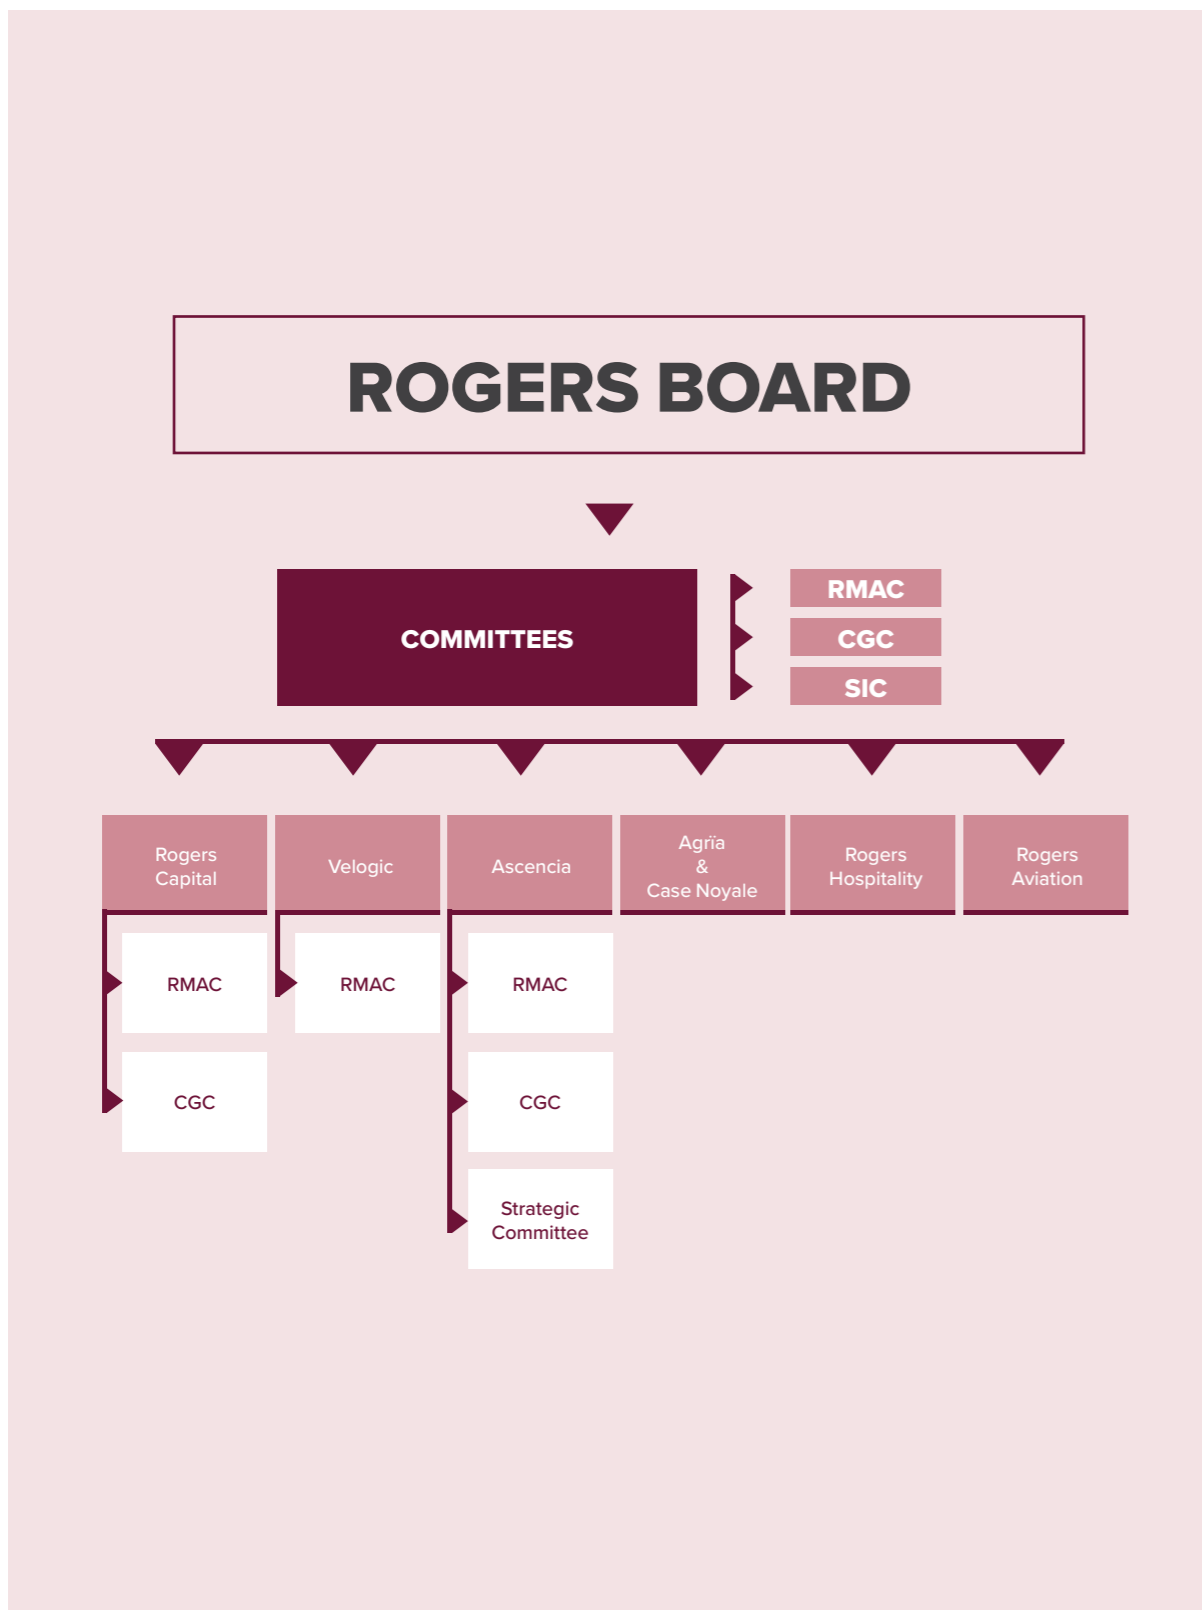 ROGERS BOARD
COMMITTEES
RMAC
CGC
SIC
Rogers
Capital
Velogic
Ascencia
Agrïa
&
Case Noyale
Rogers
Hospitality
Rogers
Aviation
RMAC
RMAC
RMAC
CGC
CGC
Strategic
Committee